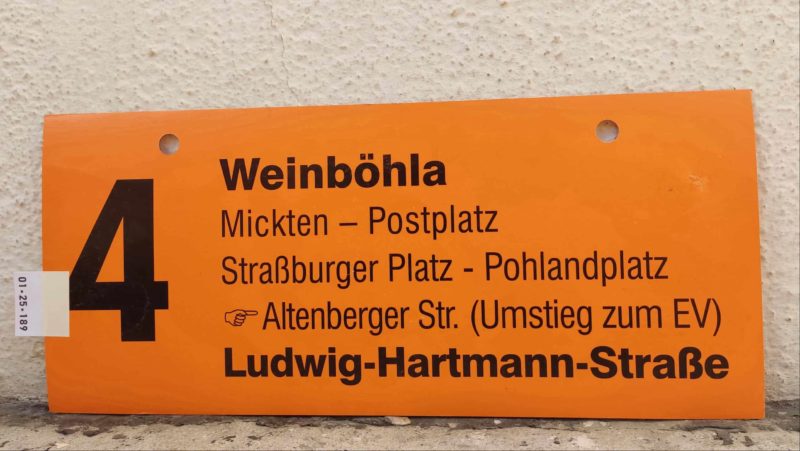 4
Weinböhla
Mickten – Postplatz
Straßburger Platz - Pohlandplatz
☞ Altenberger Str. (Umstieg zum EV)
Ludwig-Hartmann-Straße
01·25·189